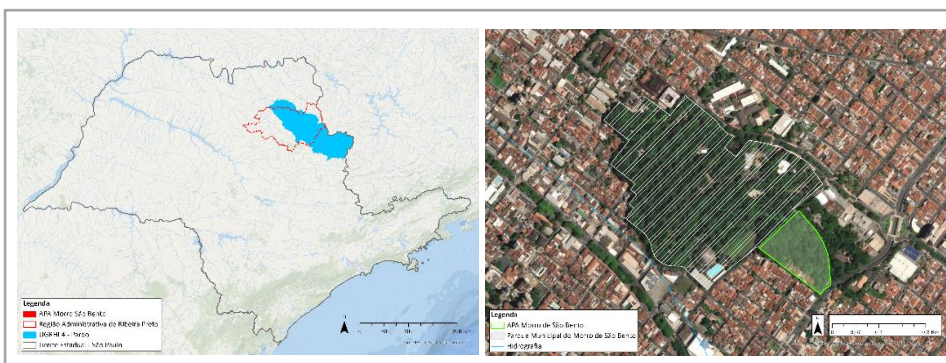 Legenda
APA Morro São Bento
Região Administrativa de Ribeira Preto
UGRHI 4 - Pardo
Limite Estadual - São Paulo
Legenda
APA Morro de São Bento
Parque Municipal do Morro de São Bento
Hidrografia